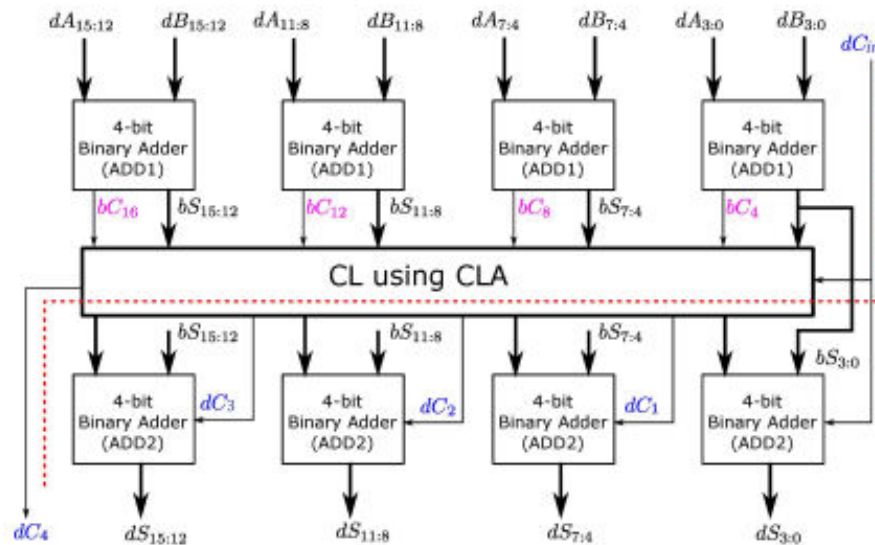 dA15:12 dB15:12 dA11:8 dB11:8 dA7:4 dB7:4 dA3:0 dB3:0
dCin
4-bit Binary Adder (ADD1)
4-bit Binary Adder (ADD1)
4-bit Binary Adder (ADD1)
4-bit Binary Adder (ADD1)
bC16 bS15:12 bC12 bS11:8 bC8 bS7:4 bC4
CL using CLA
bS15:12 bS11:8 bS7:4 bS3:0
4-bit Binary Adder (ADD2)
dC3
4-bit Binary Adder (ADD2)
dC2
4-bit Binary Adder (ADD2)
dC1
4-bit Binary Adder (ADD2)
dC4 dS15:12 dS11:8 dS7:4 dS3:0